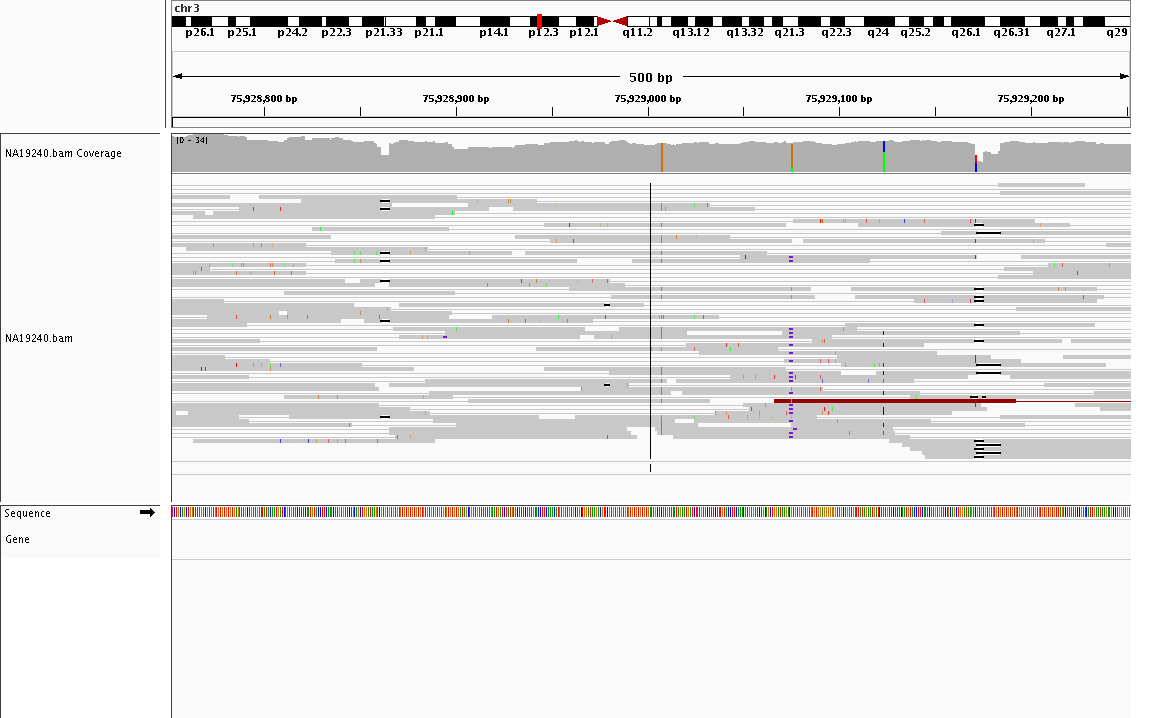 chr3
p26.1 p25.1 p24.2 p22.3 p21.33 p21.1 p14.1 p12.3 p12.1 q11.2 q13.12 q13.32 q21.3 q22.3 q24 q25.2 q26.1 q26.31 q27.1 q29
500 bp
75,928,800 bp 75,928,900 bp 75,929,000 bp 75,929,100 bp 75,929,200 bp
[0 - 34]
NA19240.bam Coverage
NA19240.bam
Sequence
Gene